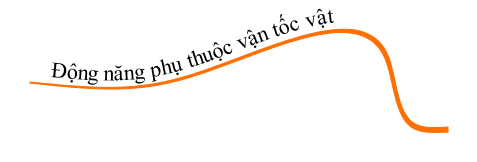 Động năng phụ thuộc vận tốc vật